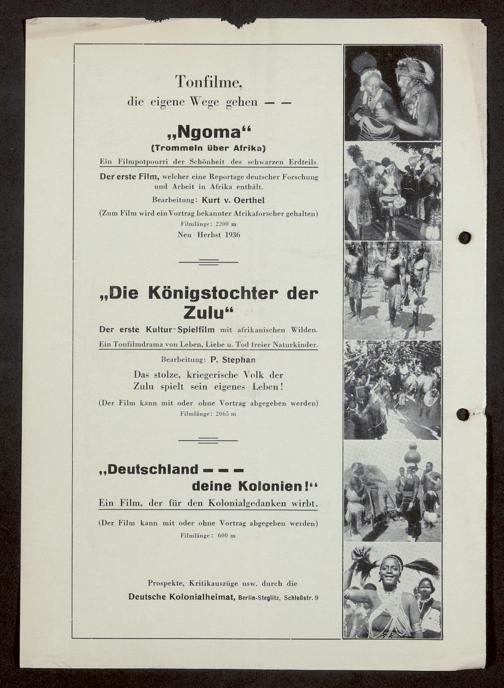 Tonfilme,
die eigene Wege gehen — —
„Ngoma“
(Trommeln über Afrika)
Ein Filmpotpourri der Schönheit des schwarzen Erdteils.
Der erste Film, welcher eine Reportage deutscher Forschung
und Arbeit in Afrika enthält.
Bearbeitung: Kurt v. Oerthel
(Zum Film wird ein Vortrag bekannter Afrikaforscher gehalten)
Filmlänge: 2200 m
Neu Herbst 1936
„Die Königstochter der
Zulu“
Der erste Kultur-Spielfilm mit afrikanischen Wilden.
Ein Tonfilmdrama von Leben, Liebe u. Tod freier Naturkinder.
Bearbeitung: P. Stephan
Das stolze, kriegerische Volk der
Zulu spielt sein eigenes Leben!
(Der Film kann mit oder ohne Vortrag abgegeben werden)
Filmlänge: 2065 m
„Deutschland — — —
deine Kolonien!“
Ein Film, der für den Kolonialgedanken wirbt.
(Der Film kann mit oder ohne Vortrag abgegeben werden)
Filmlänge: 600 m
Prospekte, Kritikauszüge usw. durch die
Deutsche Kolonialheimat, Berlin-Steglitz, Schloßstr. 9